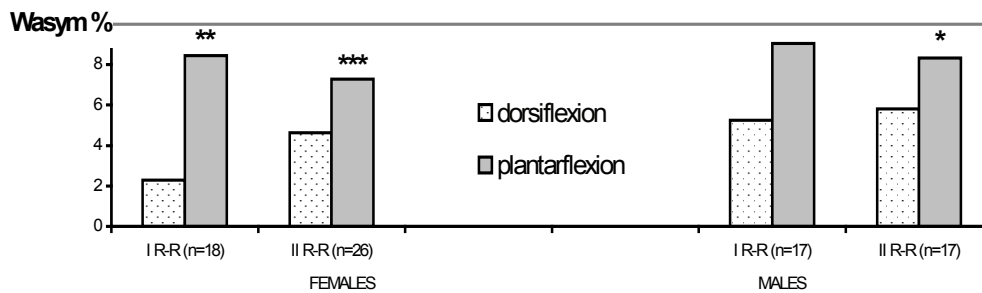 Wasym %
** *** *
8
6
4
2
0
dorsiflexion
plantarflexion
I R-R (n=18) II R-R (n=26) I R-R (n=17) II R-R (n=17)
FEMALES MALES